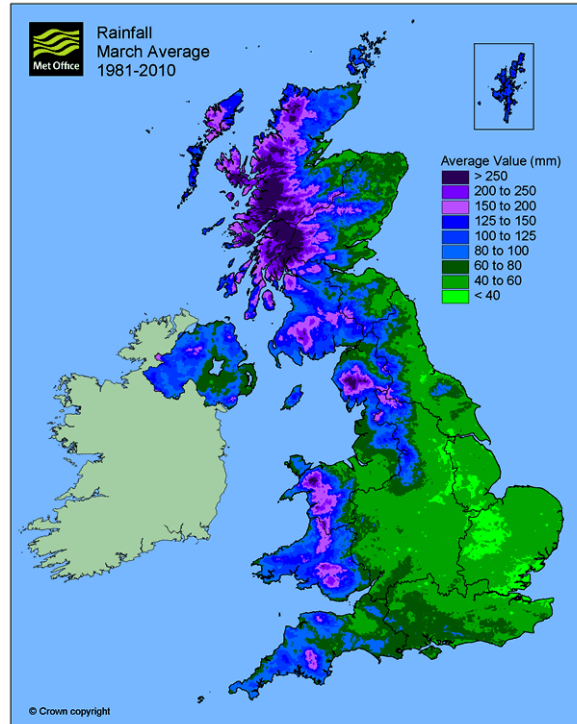 Met Office
Rainfall
March Average
1981-2010
Average Value (mm)
> 250
200 to 250
150 to 200
125 to 150
100 to 125
80 to 100
60 to 80
40 to 60
< 40
© Crown copyright